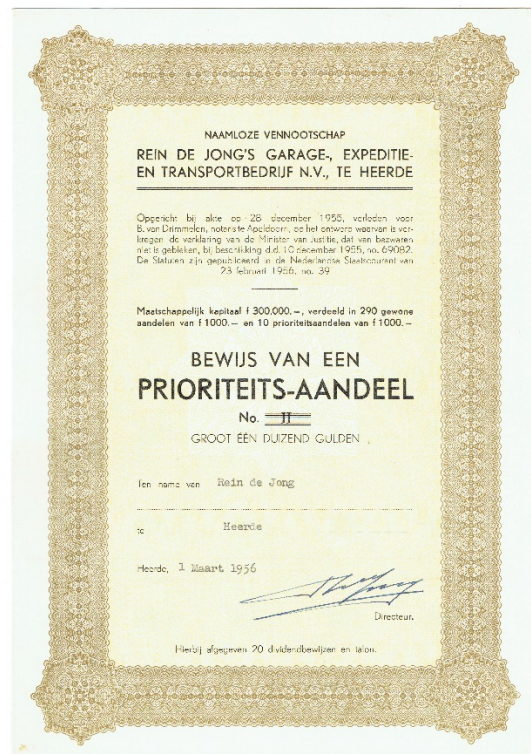 NAAMLOZE VENNOOTSCHAP
REIN DE JONG'S GARAGE-, EXPEDITIE-
EN TRANSPORTBEDRIJF N.V., TE HEERDE
Opgericht bij akte op 28 december 1955, verleden voor
B. van Drimmelen, notaris te Apeldoorn, op het ontwerp waarvan is ver-
kregen de verklaring van de Minister van Justitie, dat van bezwaren
niet is gebleken, bij beschikking d.d. 10 december 1955, no. 69082.
De Statuten zijn gepubliceerd in de Nederlandse Staatscourant van
23 februari 1956, no. 39
Maatschappelijk kapitaal f 300.000.–, verdeeld in 290 gewone
aandelen van f 1000.– en 10 prioriteitsaandelen van f 1000.–
BEWIJS VAN EEN
PRIORITEITS-AANDEEL
No. II
GROOT ÉÉN DUIZEND GULDEN
Ten name van Rein de Jong
te Heerde
Heerde, 1 Maart 1956
Directeur.
Hierbij afgegeven 20 dividendbewijzen en talon.